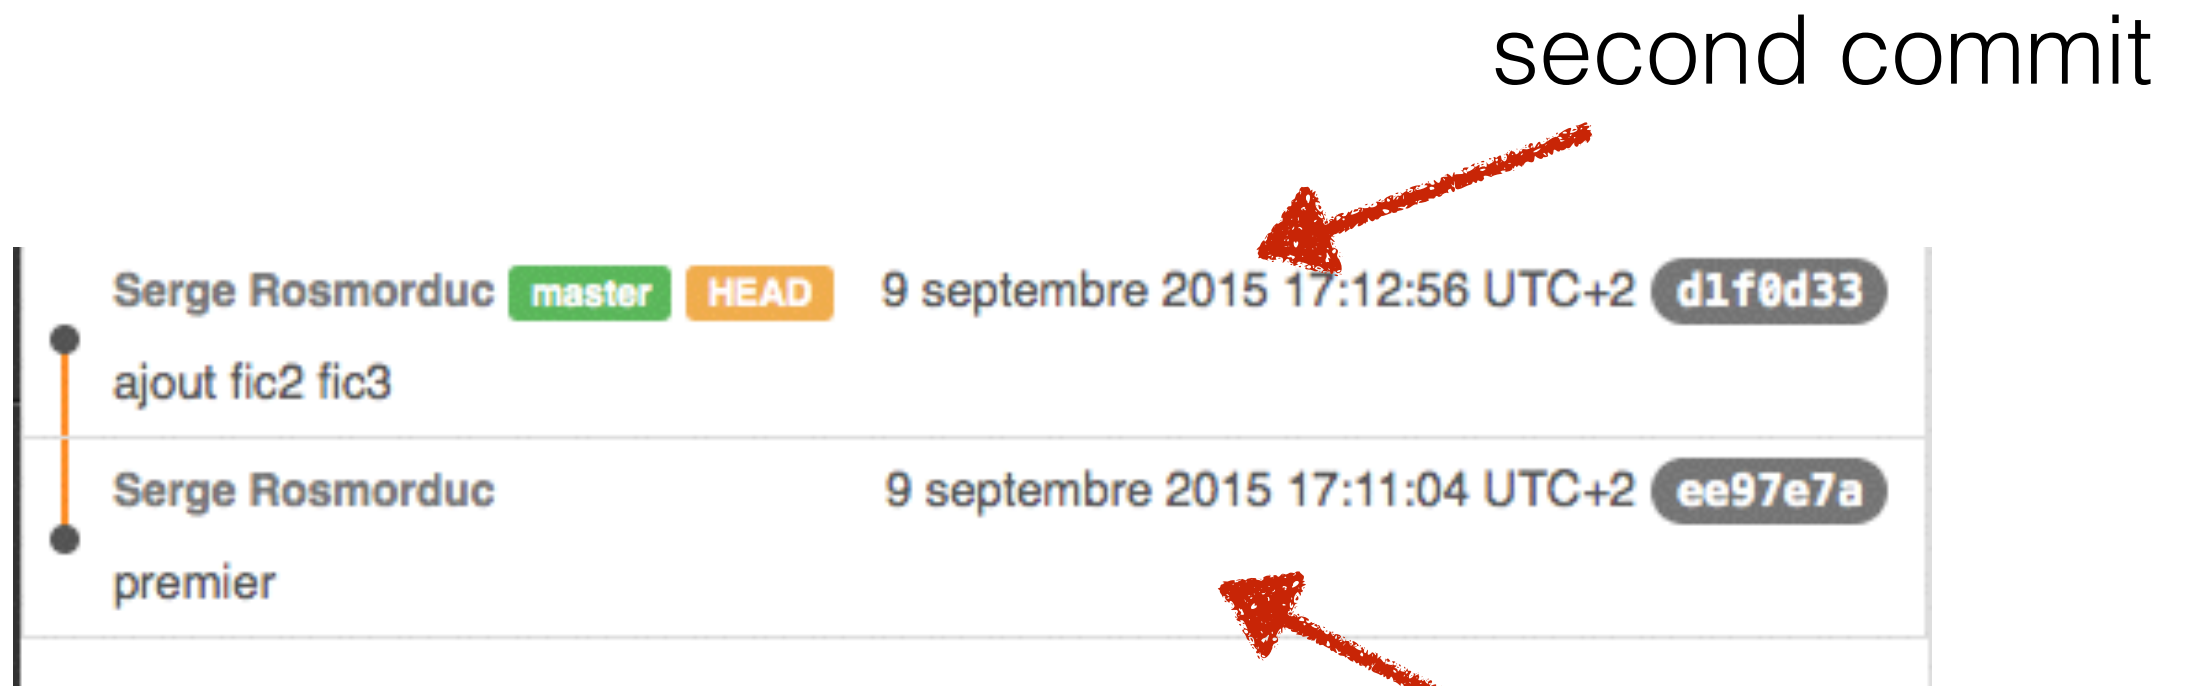 second commit
Serge Rosmorduc master HEAD 9 septembre 2015 17:12:56 UTC+2 d1f0d33
ajout fic2 fic3
Serge Rosmorduc 9 septembre 2015 17:11:04 UTC+2 ee97e7a
premier